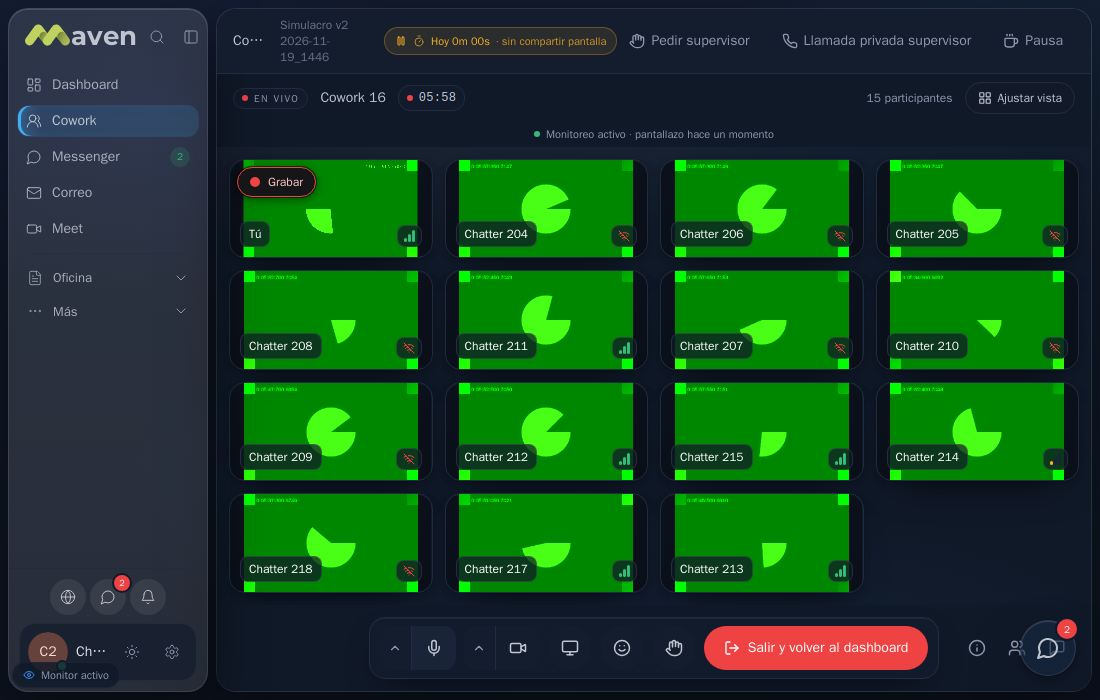 Maven
Dashboard
Cowork
Messenger
2
Correo
Meet
Oficina
Más
2
C2
Ch···
Monitor activo
Co···
Simulacro v2
2026-11-
19_1446
Hoy 0m 00s · sin compartir pantalla
Pedir supervisor
Llamada privada supervisor
Pausa
EN VIVO
Cowork 16
05:58
15 participantes
Ajustar vista
Monitoreo activo · pantallazo hace un momento
Grabar
Tú
Chatter 204
Chatter 206
Chatter 205
Chatter 208
Chatter 211
Chatter 207
Chatter 210
Chatter 209
Chatter 212
Chatter 215
Chatter 214
Chatter 218
Chatter 217
Chatter 213
Salir y volver al dashboard
2